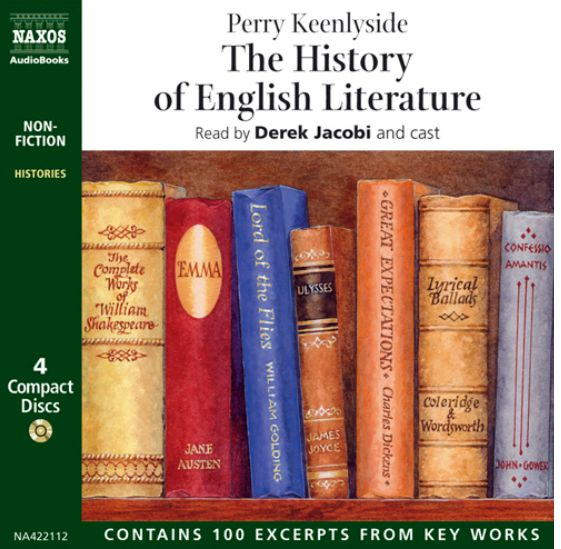 NAXOS
AudioBooks
NON-
FICTION
HISTORIES
4
Compact
Discs
NA422112
Perry Keenlyside
The History
of English Literature
Read by Derek Jacobi and cast
The
Complete
Works
of
William
Shakespeare
EMMA
JANE
AUSTEN
Lord of the Flies
WILLIAM GOLDING
ULYSSES
JAMES
JOYCE
GREAT EXPECTATIONS
Charles Dickens
Lyrical
Ballads
Coleridge
&
Wordsworth
CONFESSIO
AMANTIS
JOHN·GOWER
CONTAINS 100 EXCERPTS FROM KEY WORKS